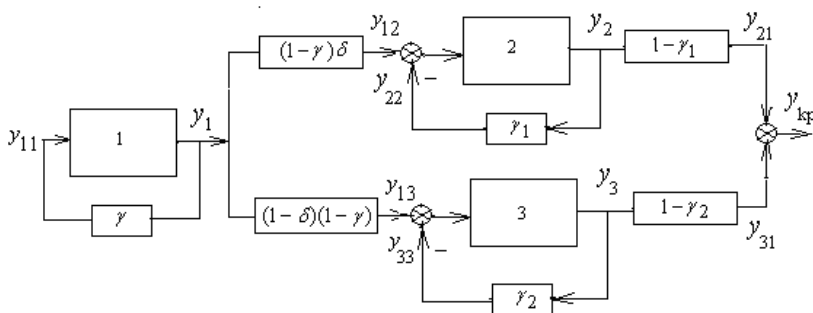 y₁₁
1
y₁
γ
(1−γ)δ
y₁₂
y₂₂
−
2
y₂
γ₁
1−γ₁
y₂₁
y_kp
(1−δ)(1−γ)
y₁₃
y₃₃
−
3
y₃
γ₂
1−γ₂
y₃₁